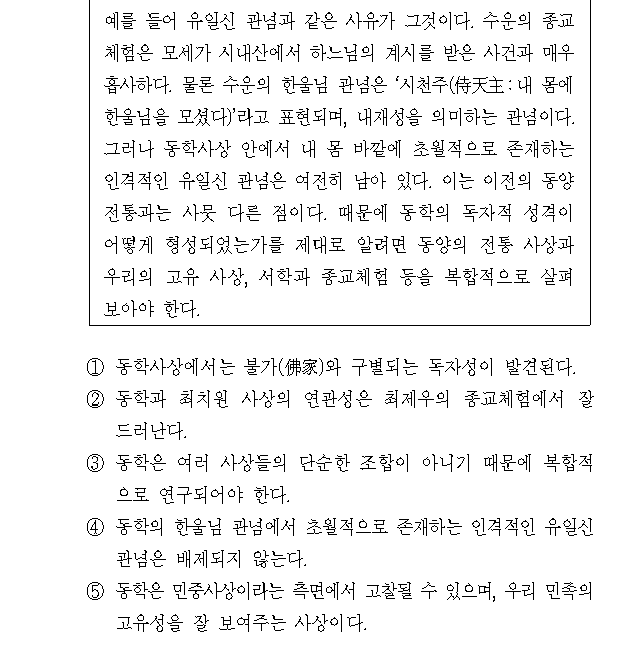 예를 들어 유일신 관념과 같은 사유가 그것이다. 수운의 종교
체험은 모세가 시내산에서 하느님의 계시를 받은 사건과 매우
흡사하다. 물론 수운의 한울님 관념은 ‘시천주(侍天主 : 내 몸에
한울님을 모셨다)’라고 표현되며, 내재성을 의미하는 관념이다.
그러나 동학사상 안에서 내 몸 바깥에 초월적으로 존재하는
인격적인 유일신 관념은 여전히 남아 있다. 이는 이전의 동양
전통과는 사뭇 다른 점이다. 때문에 동학의 독자적 성격이
어떻게 형성되었는가를 제대로 알려면 동양의 전통 사상과
우리의 고유 사상, 서학과 종교체험 등을 복합적으로 살펴
보아야 한다.
① 동학사상에서는 불가(佛家)와 구별되는 독자성이 발견된다.
② 동학과 최치원 사상의 연관성은 최제우의 종교체험에서 잘
드러난다.
③ 동학은 여러 사상들의 단순한 조합이 아니기 때문에 복합적
으로 연구되어야 한다.
④ 동학의 한울님 관념에서 초월적으로 존재하는 인격적인 유일신
관념은 배제되지 않는다.
⑤ 동학은 민중사상이라는 측면에서 고찰될 수 있으며, 우리 민족의
고유성을 잘 보여주는 사상이다.